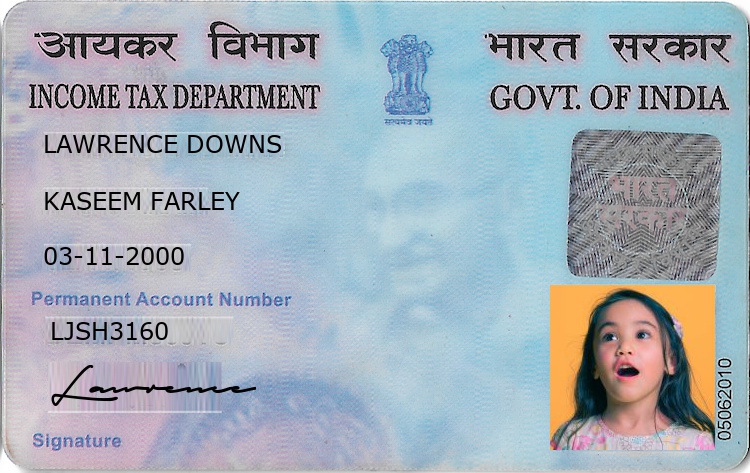 आयकर विभाग भारत सरकार
INCOME TAX DEPARTMENT GOVT. OF INDIA
सत्यमेव जयते
LAWRENCE DOWNS
KASEEM FARLEY
भारत
सरकार
03-11-2000
Permanent Account Number
LJSH3160
Lawrence
Signature
05062010